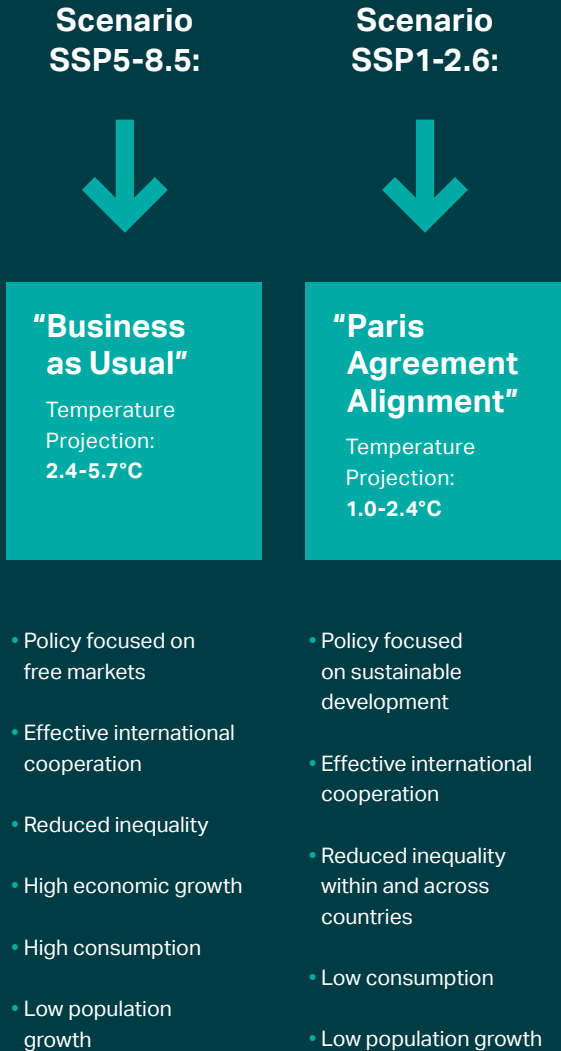 Scenario
SSP5-8.5:
"Business
as Usual"
Temperature
Projection:
2.4-5.7°C
• Policy focused on
free markets
• Effective international
cooperation
• Reduced inequality
• High economic growth
• High consumption
• Low population
growth
Scenario
SSP1-2.6:
"Paris
Agreement
Alignment"
Temperature
Projection:
1.0-2.4°C
• Policy focused
on sustainable
development
• Effective international
cooperation
• Reduced inequality
within and across
countries
• Low consumption
• Low population growth